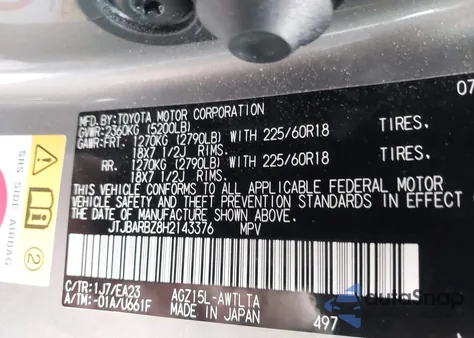 07
MFD. BY: TOYOTA MOTOR CORPORATION
GVWR: 2360KG (5200LB)
GAWR: FRT. 1270KG (2790LB) WITH 225/60R18 TIRES.
18X7 1/2J RIMS.
RR. 1270KG (2790LB) WITH 225/60R18 TIRES.
18X7 1/2J RIMS.
THIS VEHICLE CONFORMS TO ALL APPLICABLE FEDERAL MOTOR
VEHICLE SAFETY AND THEFT PREVENTION STANDARDS IN EFFECT
THE DATE OF MANUFACTURE SHOWN ABOVE.
JTJBARBZ8H2143376 MPV
C/TR: 1J7/EA23 AGZ15L-AWTLTA
A/TM: -01A/U661F MADE IN JAPAN 497
SRS SIDE AIRBAG
2
AutoSnap